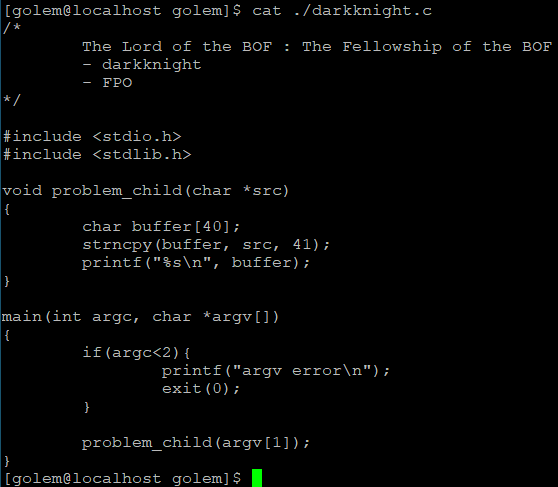 [golem@localhost golem]$ cat ./darkknight.c
/*
        The Lord of the BOF : The Fellowship of the BOF
        - darkknight
        - FPO
*/

#include <stdio.h>
#include <stdlib.h>

void problem_child(char *src)
{
        char buffer[40];
        strncpy(buffer, src, 41);
        printf("%s\n", buffer);
}

main(int argc, char *argv[])
{
        if(argc<2){
                printf("argv error\n");
                exit(0);
        }

        problem_child(argv[1]);
}
[golem@localhost golem]$